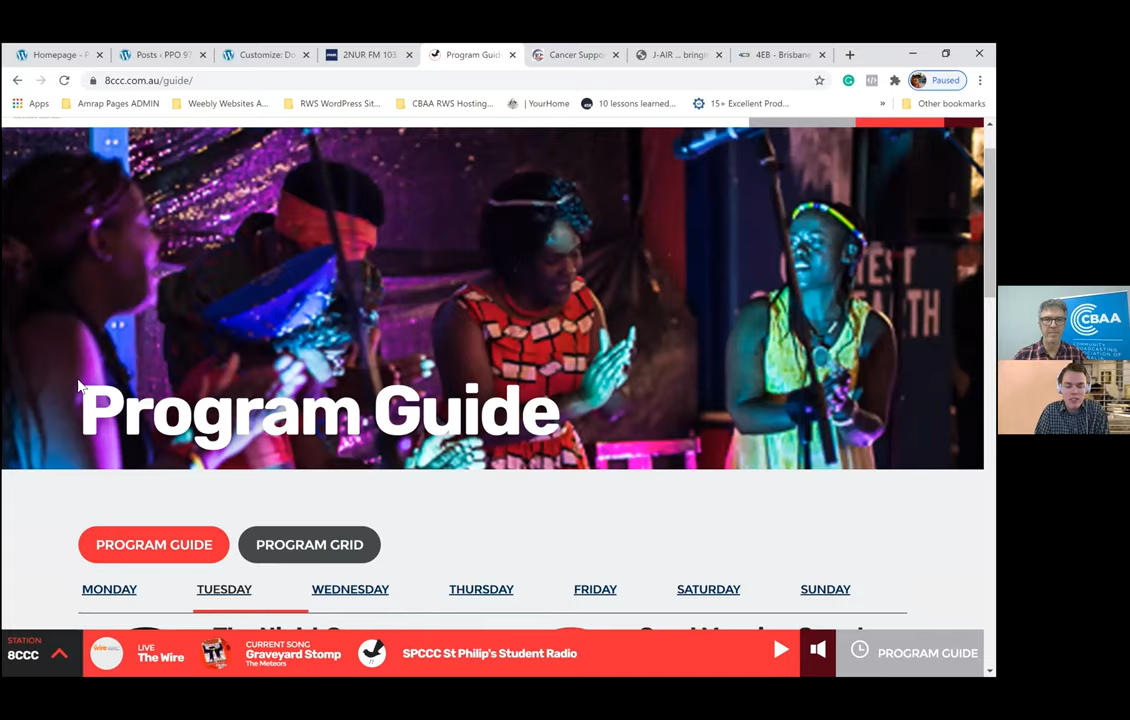 Homepage - P
Posts ‹ PPO 97
Customize: Do
2NUR FM 103.
Program Guid
Cancer Suppo
J-AIR ... bringi
4EB - Brisbane
8ccc.com.au/guide/
Paused
Apps
Amrap Pages ADMIN
Weebly Websites A...
RWS WordPress Sit...
CBAA RWS Hosting...
| YourHome
10 lessons learned...
15+ Excellent Prod...
»
Other bookmarks
CBAA
COMMUNITY
BROADCASTING
Program Guide
PROGRAM GUIDE
PROGRAM GRID
MONDAY
TUESDAY
WEDNESDAY
THURSDAY
FRIDAY
SATURDAY
SUNDAY
STATION
8CCC
LIVE
The Wire
CURRENT SONG
Graveyard Stomp
The Meteors
SPCCC St Philip's Student Radio
PROGRAM GUIDE